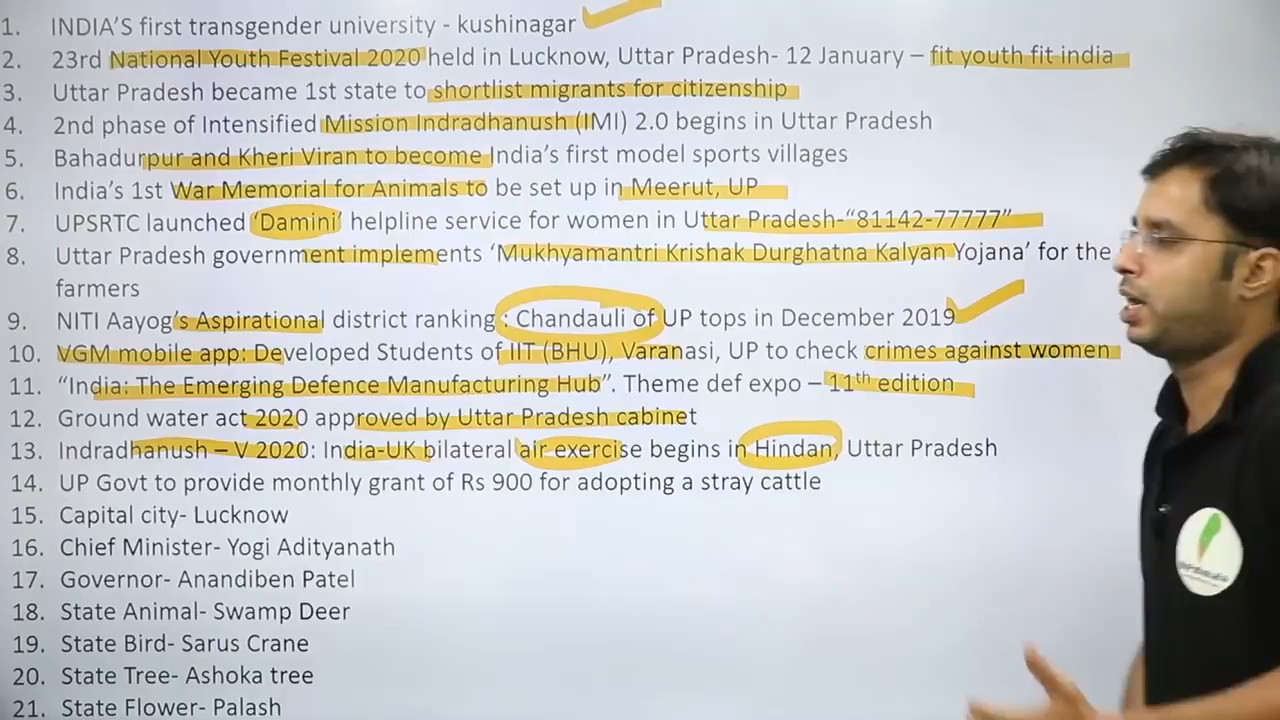 1. INDIA'S first transgender university - kushinagar
2. 23rd National Youth Festival 2020 held in Lucknow, Uttar Pradesh- 12 January – fit youth fit india
3. Uttar Pradesh became 1st state to shortlist migrants for citizenship
4. 2nd phase of Intensified Mission Indradhanush (IMI) 2.0 begins in Uttar Pradesh
5. Bahadurpur and Kheri Viran to become India's first model sports villages
6. India's 1st War Memorial for Animals to be set up in Meerut, UP
7. UPSRTC launched 'Damini' helpline service for women in Uttar Pradesh-"81142-77777"
8. Uttar Pradesh government implements 'Mukhyamantri Krishak Durghatna Kalyan Yojana' for the
farmers
9. NITI Aayog's Aspirational district ranking : Chandauli of UP tops in December 2019
10. VGM mobile app: Developed Students of IIT (BHU), Varanasi, UP to check crimes against women
11. "India: The Emerging Defence Manufacturing Hub". Theme def expo – 11th edition
12. Ground water act 2020 approved by Uttar Pradesh cabinet
13. Indradhanush – V 2020: India-UK bilateral air exercise begins in Hindan, Uttar Pradesh
14. UP Govt to provide monthly grant of Rs 900 for adopting a stray cattle
15. Capital city- Lucknow
16. Chief Minister- Yogi Adityanath
17. Governor- Anandiben Patel
18. State Animal- Swamp Deer
19. State Bird- Sarus Crane
20. State Tree- Ashoka tree
21. State Flower- Palash